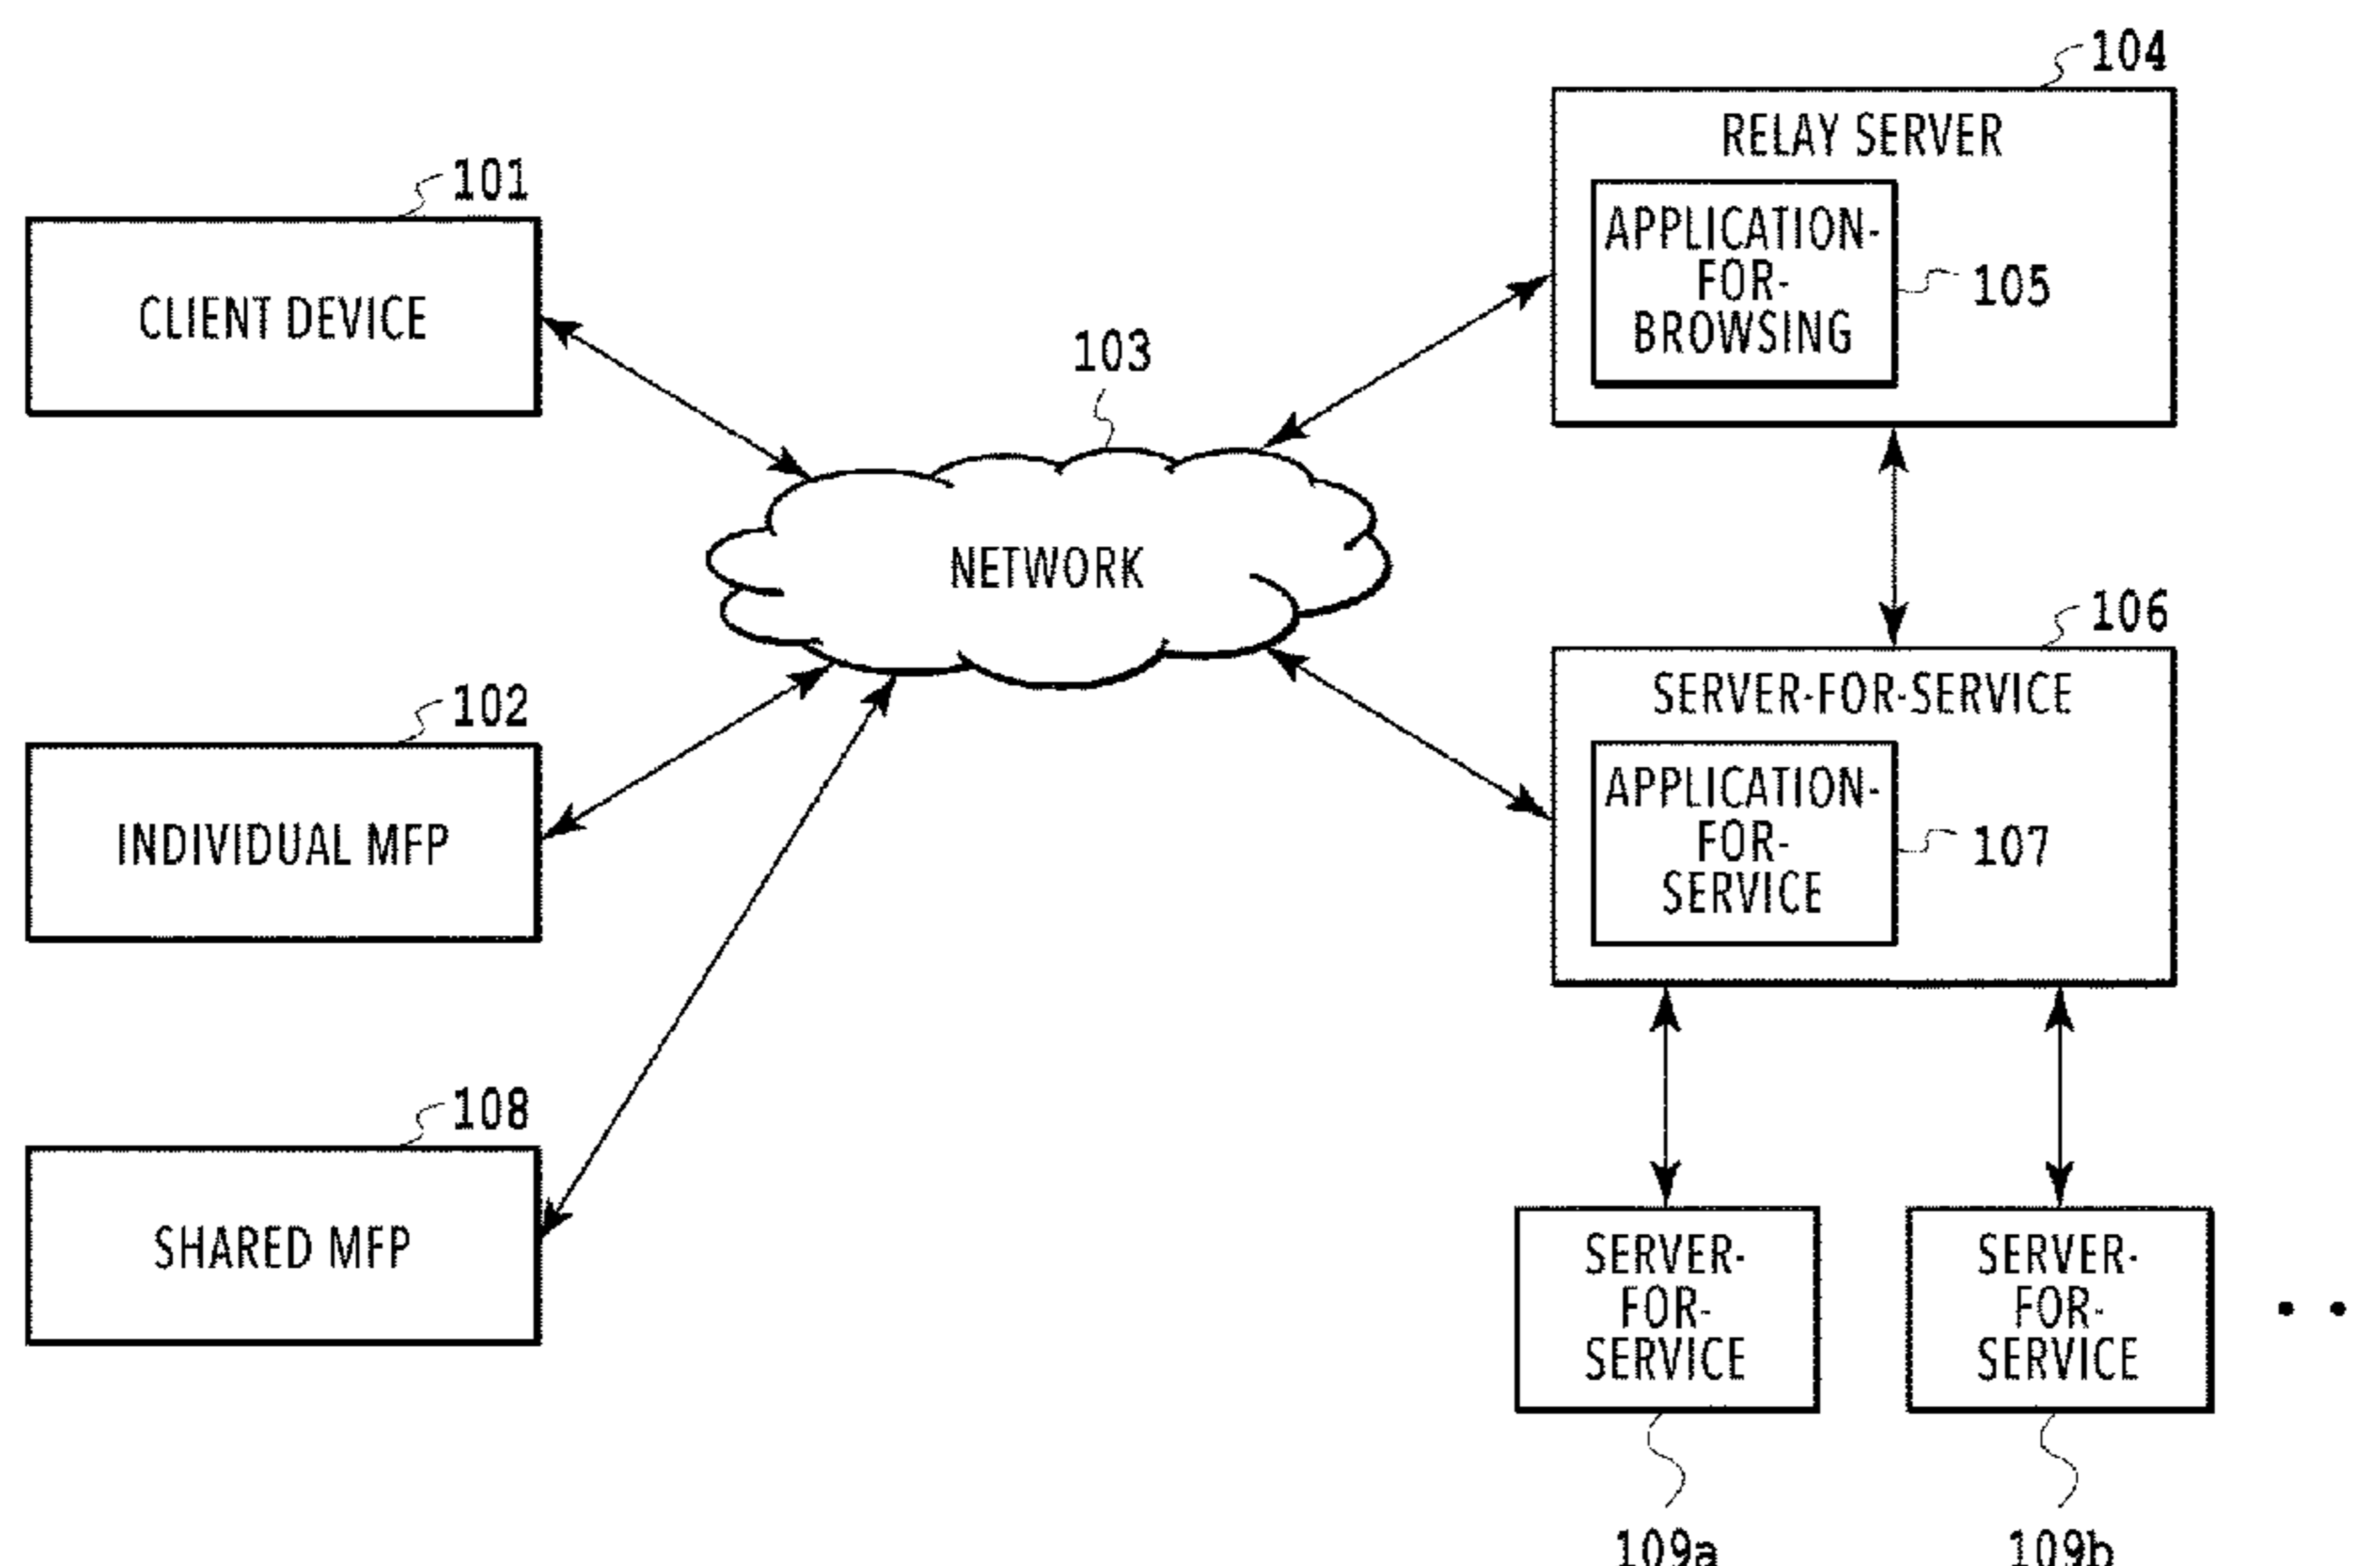 104
RELAY SERVER
APPLICATION-
FOR-
BROWSING
105
101
CLIENT DEVICE
103
NETWORK
106
SERVER-FOR-SERVICE
APPLICATION-
FOR-
SERVICE
107
102
INDIVIDUAL MFP
108
SHARED MFP
SERVER-
FOR-
SERVICE
SERVER-
FOR-
SERVICE
109a
109b